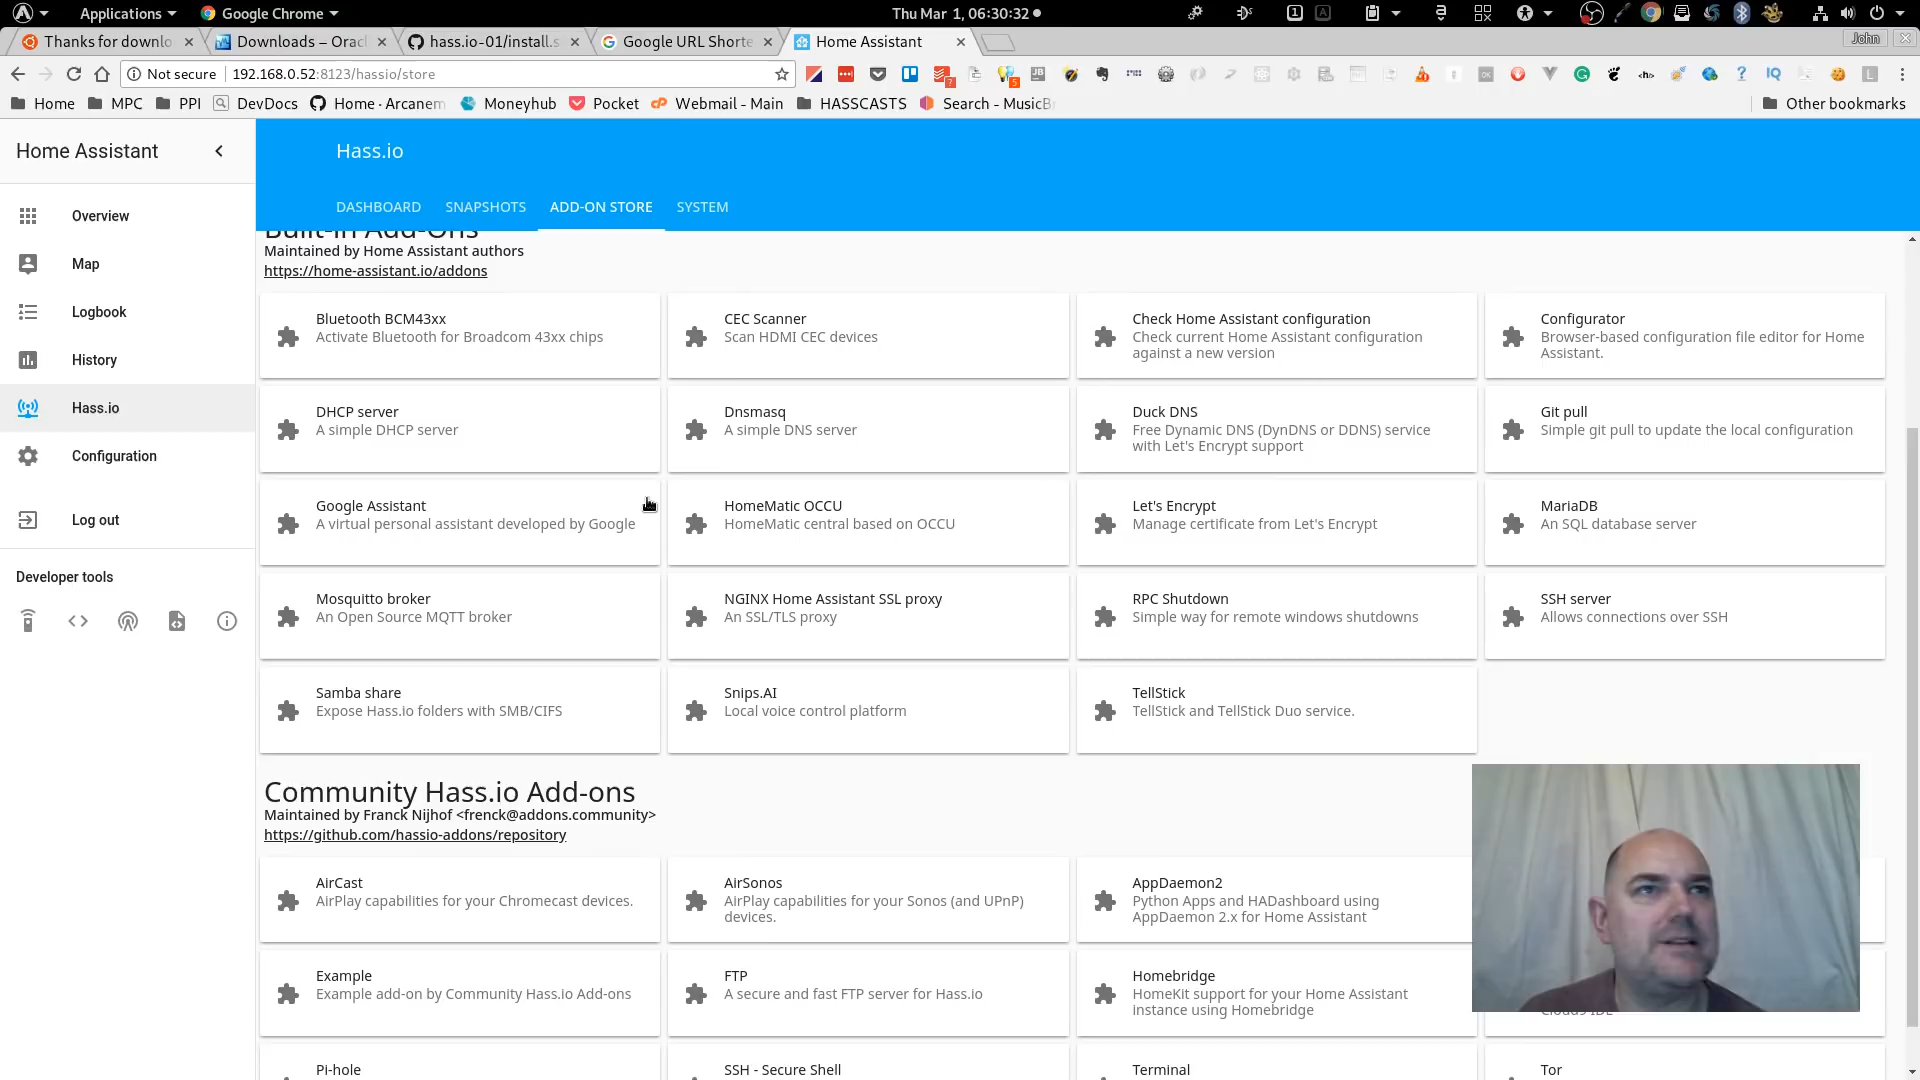 Applications
Google Chrome
Thu Mar 1, 06:30:32
1
A
Thanks for downlo
Downloads – Orac
hass.io-01/install.s
Google URL Shorte
Home Assistant
John
Not secure
192.168.0.52:8123/hassio/store
Home
MPC
PPI
DevDocs
Home · Arcanem
Moneyhub
Pocket
Webmail - Main
HASSCASTS
Search - MusicBr
Other bookmarks
Home Assistant
Overview
Map
Logbook
History
Hass.io
Configuration
Log out
Developer tools
Hass.io
DASHBOARD
SNAPSHOTS
ADD-ON STORE
SYSTEM
Built-in Add-Ons
Maintained by Home Assistant authors
https://home-assistant.io/addons
Bluetooth BCM43xx
Activate Bluetooth for Broadcom 43xx chips
CEC Scanner
Scan HDMI CEC devices
Check Home Assistant configuration
Check current Home Assistant configuration
against a new version
Configurator
Browser-based configuration file editor for Home
Assistant.
DHCP server
A simple DHCP server
Dnsmasq
A simple DNS server
Duck DNS
Free Dynamic DNS (DynDNS or DDNS) service
with Let's Encrypt support
Git pull
Simple git pull to update the local configuration
Google Assistant
A virtual personal assistant developed by Google
HomeMatic OCCU
HomeMatic central based on OCCU
Let's Encrypt
Manage certificate from Let's Encrypt
MariaDB
An SQL database server
Mosquitto broker
An Open Source MQTT broker
NGINX Home Assistant SSL proxy
An SSL/TLS proxy
RPC Shutdown
Simple way for remote windows shutdowns
SSH server
Allows connections over SSH
Samba share
Expose Hass.io folders with SMB/CIFS
Snips.AI
Local voice control platform
TellStick
TellStick and TellStick Duo service.
Community Hass.io Add-ons
Maintained by Franck Nijhof <frenck@addons.community>
https://github.com/hassio-addons/repository
AirCast
AirPlay capabilities for your Chromecast devices.
AirSonos
AirPlay capabilities for your Sonos (and UPnP)
devices.
AppDaemon2
Python Apps and HADashboard using
AppDaemon 2.x for Home Assistant
Example
Example add-on by Community Hass.io Add-ons
FTP
A secure and fast FTP server for Hass.io
Homebridge
HomeKit support for your Home Assistant
instance using Homebridge
Cloud9 IDE
Pi-hole
SSH - Secure Shell
Terminal
Tor